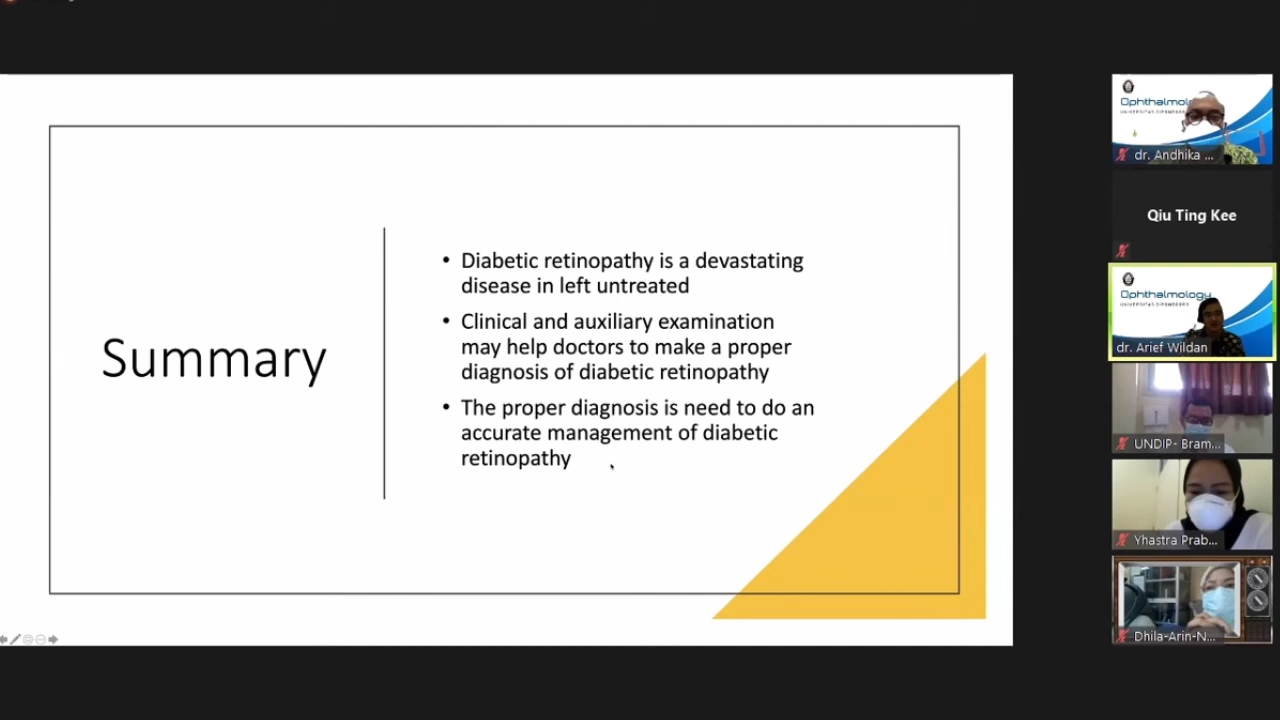 Summary
• Diabetic retinopathy is a devastating
disease in left untreated
• Clinical and auxiliary examination
may help doctors to make a proper
diagnosis of diabetic retinopathy
• The proper diagnosis is need to do an
accurate management of diabetic
retinopathy
dr. Andhika ...
Qiu Ting Kee
Ophthalmology
dr. Arief Wildan
UNDIP- Bram...
Yhastra Prab...
Dhila-Arin-N...